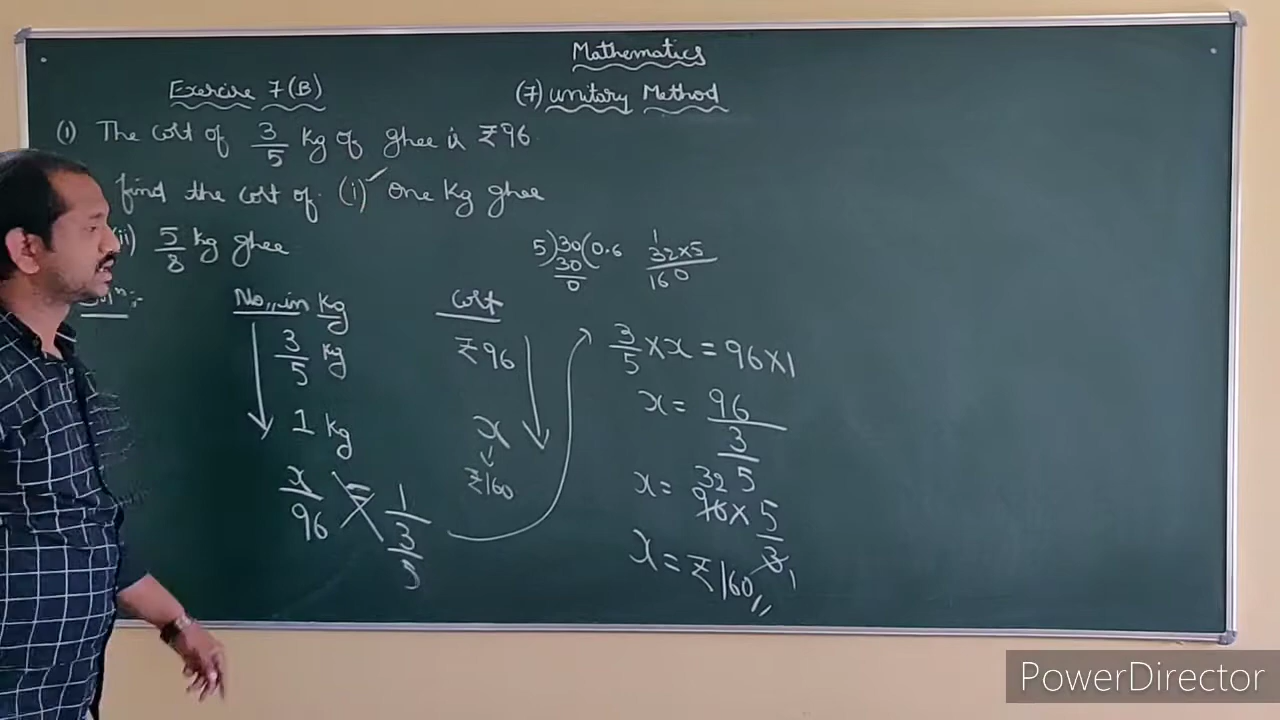 Mathematics
Exercise 7(B)
(7) Unitary Method
(1) The cost of 3/5 Kg of ghee is ₹96
find the cost of (i) One Kg ghee
(ii) 5/8 kg ghee
5)30(0.6
30
0
1
32×5
160
Soln:-
No,, in Kg
Cost
3/5 kg
₹96
1 kg
x
₹160
x/96 = 1/(3/5)
3/5 × x = 96×1
x = 96/(3/5)
x = 96 × 5/3
32
1
x = ₹160,,
PowerDirector